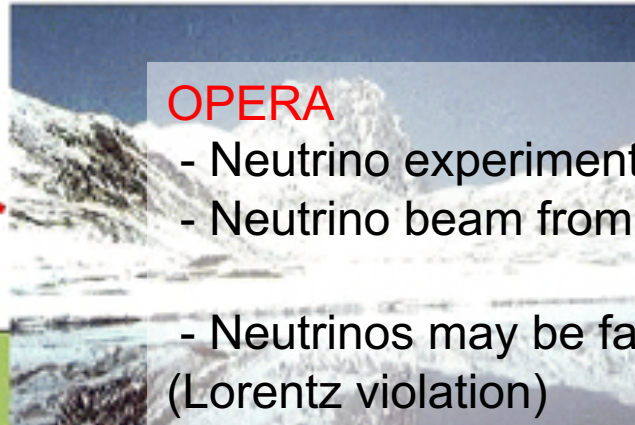 OPERA
- Neutrino experiment
- Neutrino beam from
- Neutrinos may be fa
(Lorentz violation)